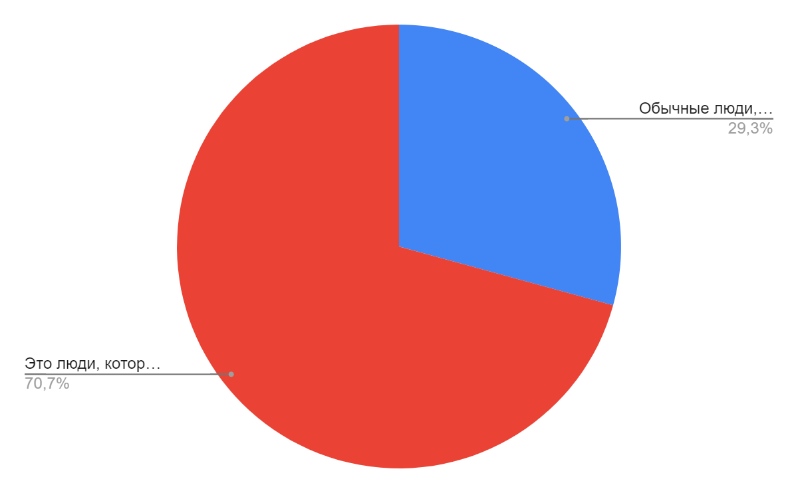 Обычные люди,…
29,3%
Это люди, котор…
70,7%